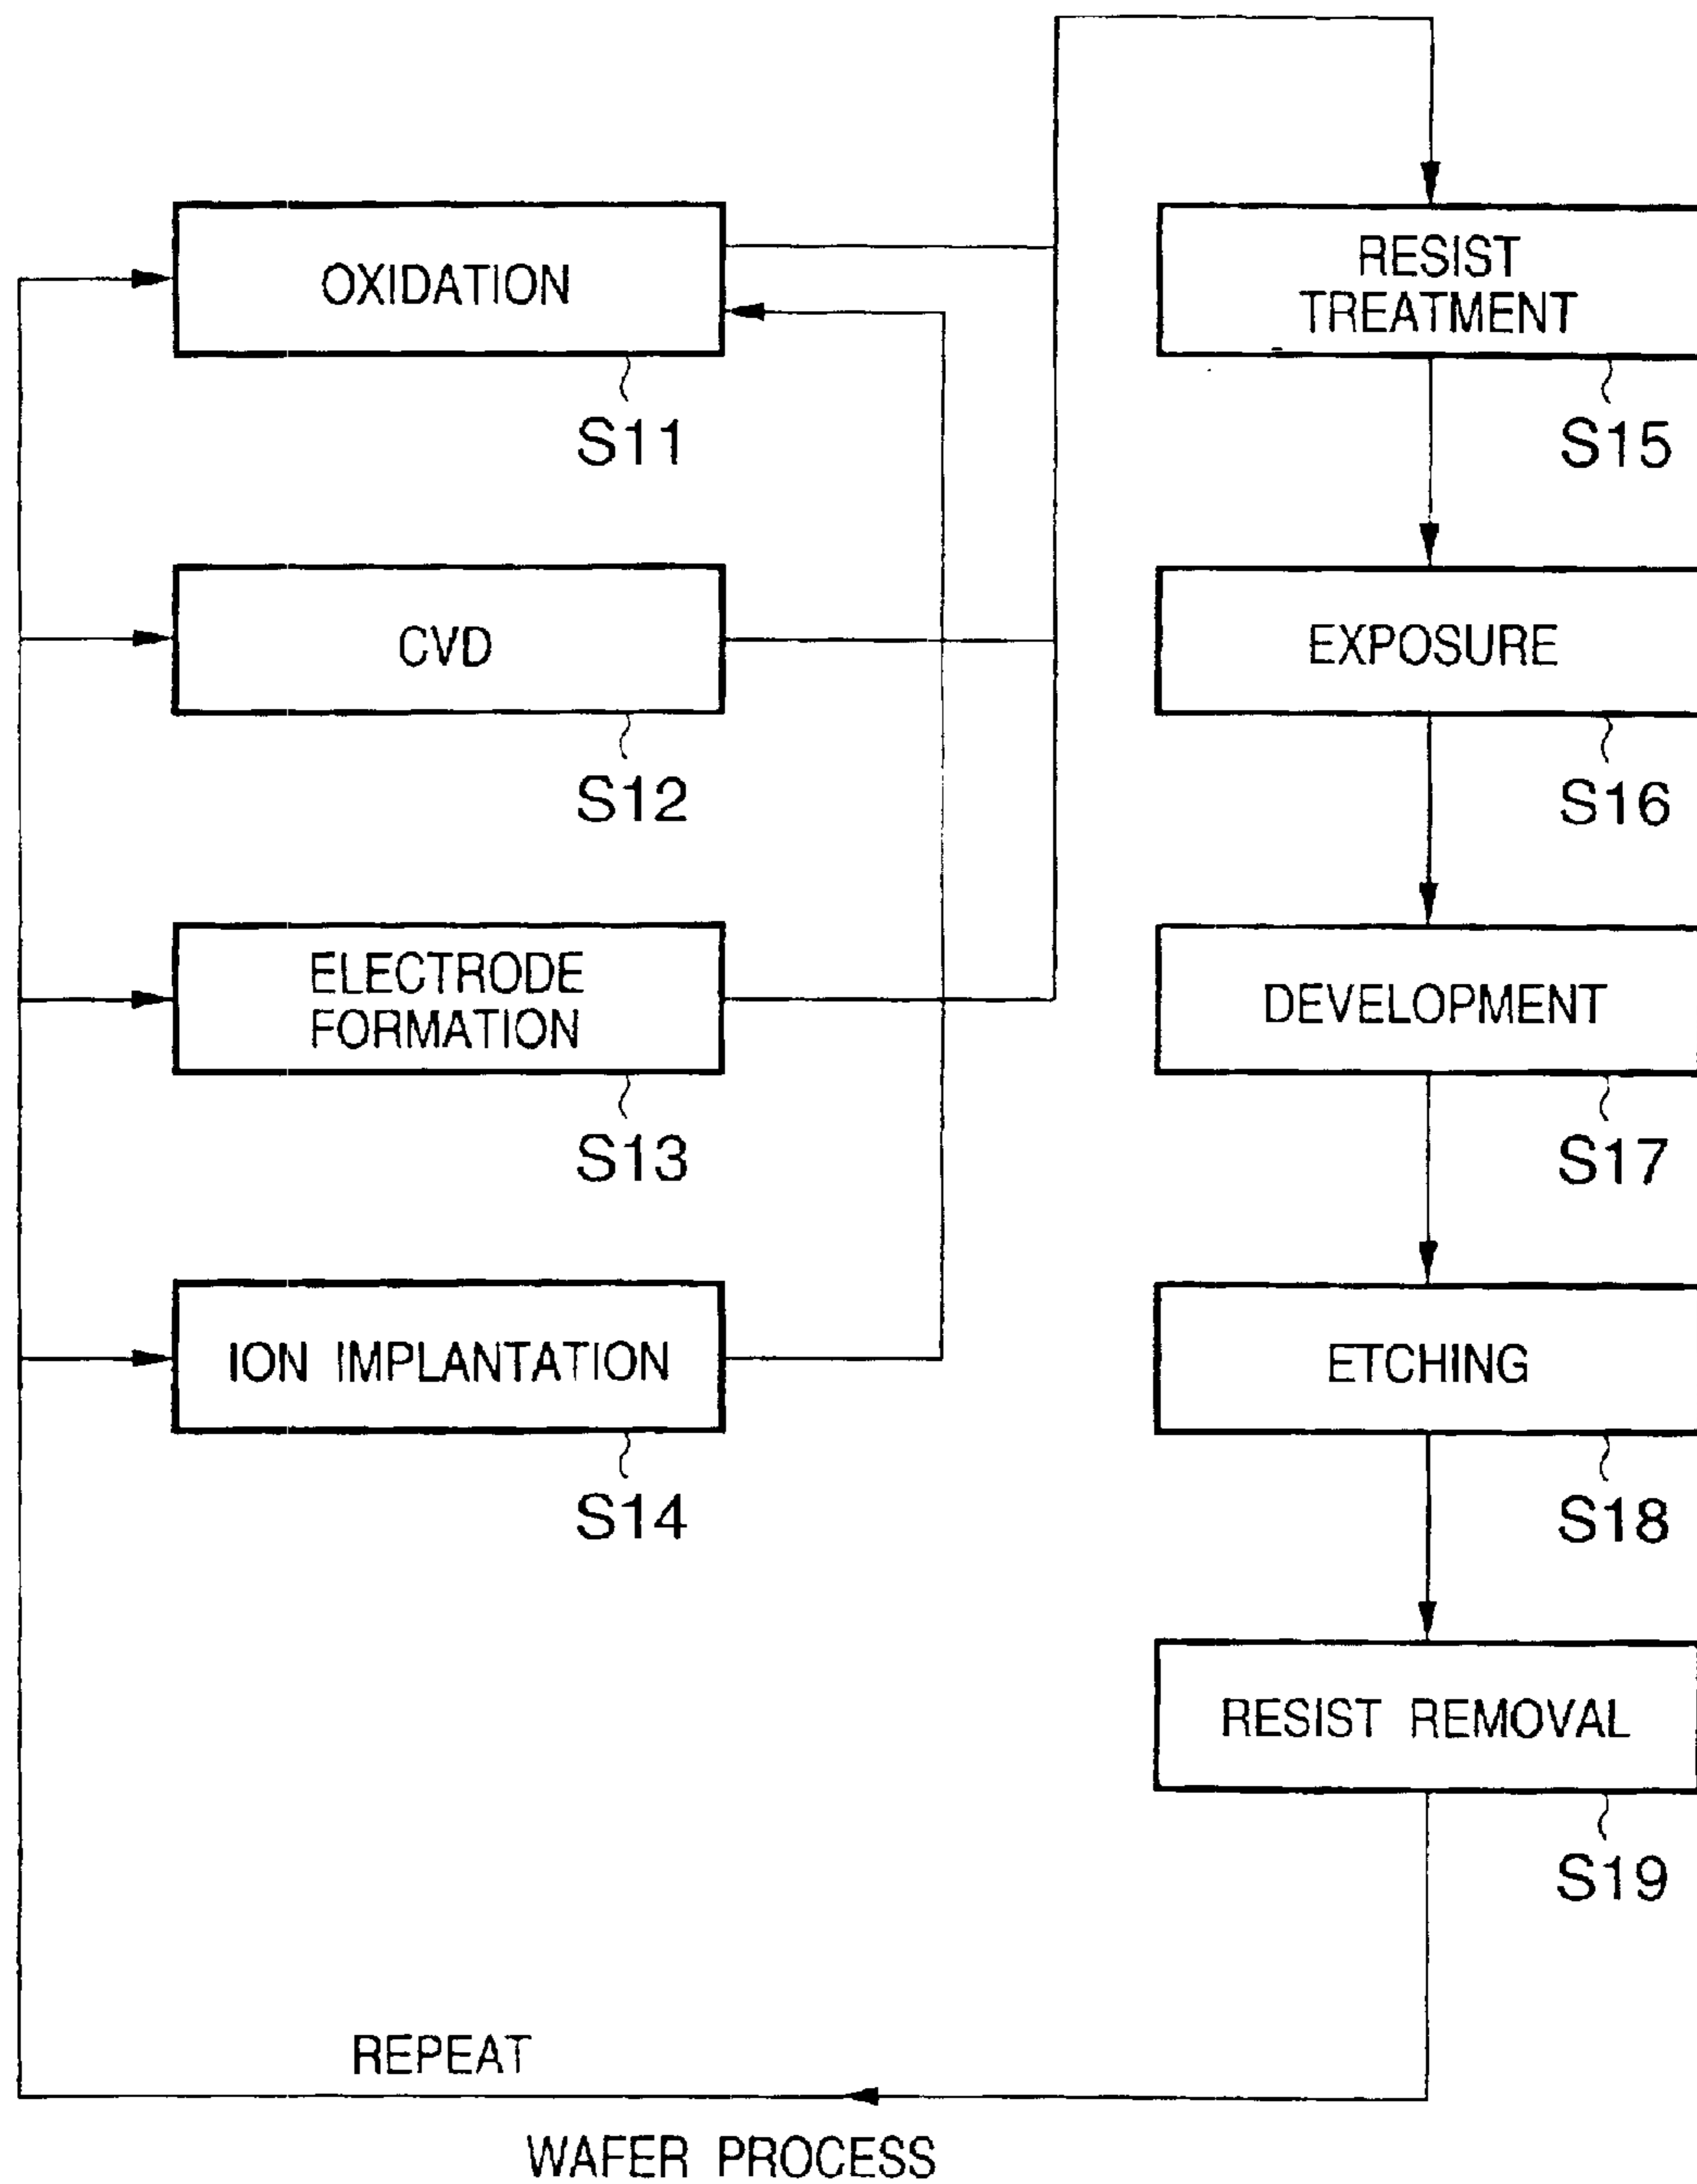 OXIDATION
S11
CVD
S12
ELECTRODE
FORMATION
S13
ION IMPLANTATION
S14
RESIST
TREATMENT
S15
EXPOSURE
S16
DEVELOPMENT
S17
ETCHING
S18
RESIST REMOVAL
S19
REPEAT
WAFER PROCESS